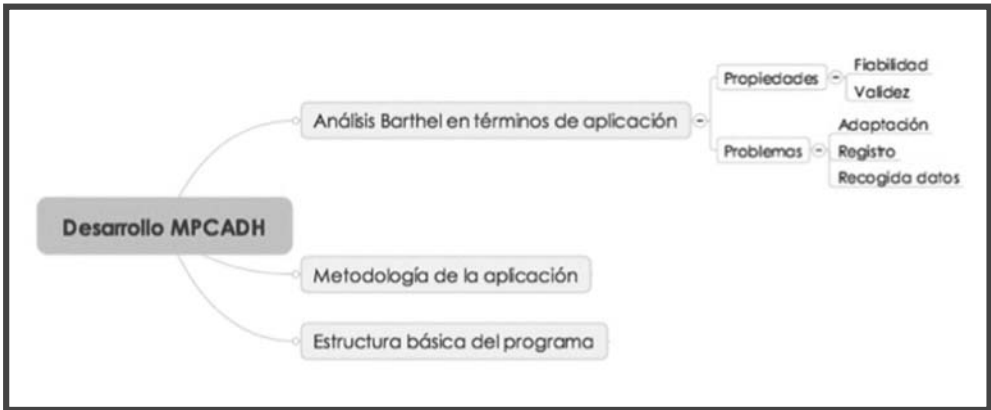 Desarrollo MPCADH
Análisis Barthel en términos de aplicación
Propiedades
Fiabilidad
Validez
Problemas
Adaptación
Registro
Recogida datos
Metodología de la aplicación
Estructura básica del programa